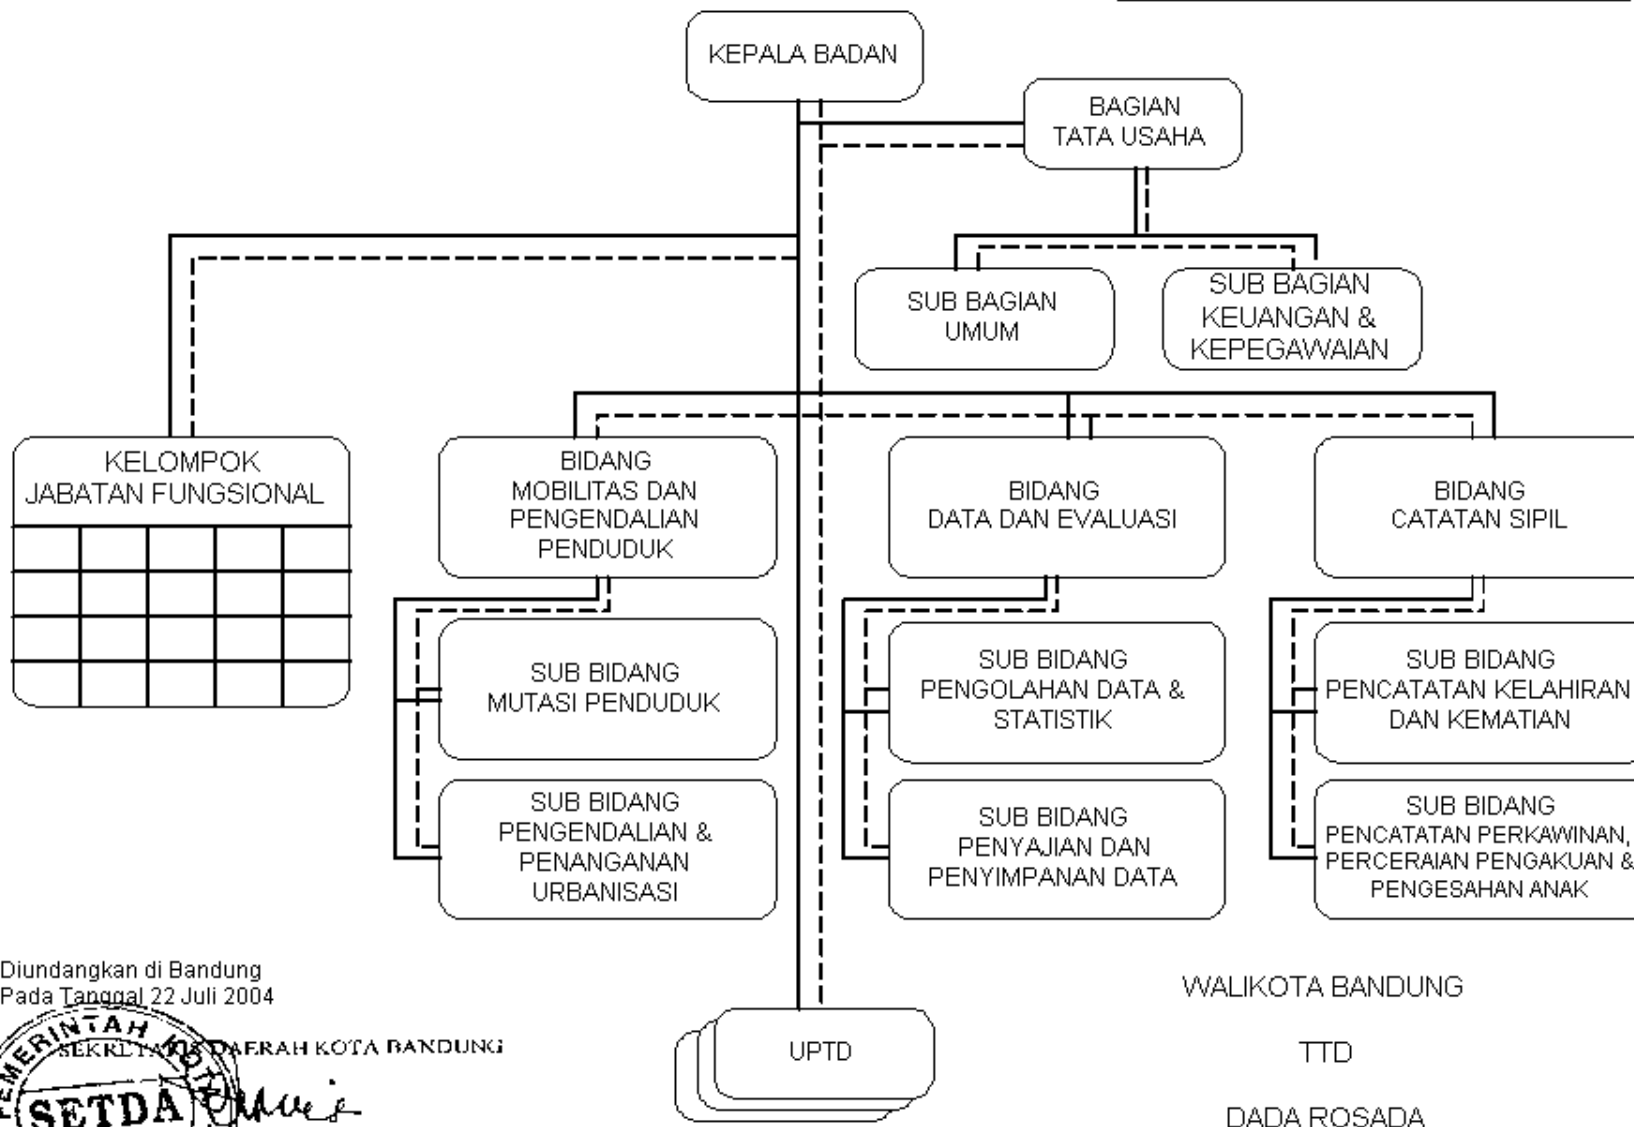 KEPALA BADAN
BAGIAN
TATA USAHA
SUB BAGIAN
UMUM
SUB BAGIAN
KEUANGAN &
KEPEGAWAIAN
KELOMPOK
JABATAN FUNGSIONAL
BIDANG
MOBILITAS DAN
PENGENDALIAN
PENDUDUK
BIDANG
DATA DAN EVALUASI
BIDANG
CATATAN SIPIL
SUB BIDANG
MUTASI PENDUDUK
SUB BIDANG
PENGOLAHAN DATA &
STATISTIK
SUB BIDANG
PENCATATAN KELAHIRAN
DAN KEMATIAN
SUB BIDANG
PENGENDALIAN &
PENANGANAN
URBANISASI
SUB BIDANG
PENYAJIAN DAN
PENYIMPANAN DATA
SUB BIDANG
PENCATATAN PERKAWINAN,
PERCERAIAN PENGAKUAN &
PENGESAHAN ANAK
Diundangkan di Bandung
Pada Tanggal 22 Juli 2004
SEKRETARIS DAERAH KOTA BANDUNG
PEMERINTAH KOTA
SETDA
UPTD
WALIKOTA BANDUNG
TTD
DADA ROSADA